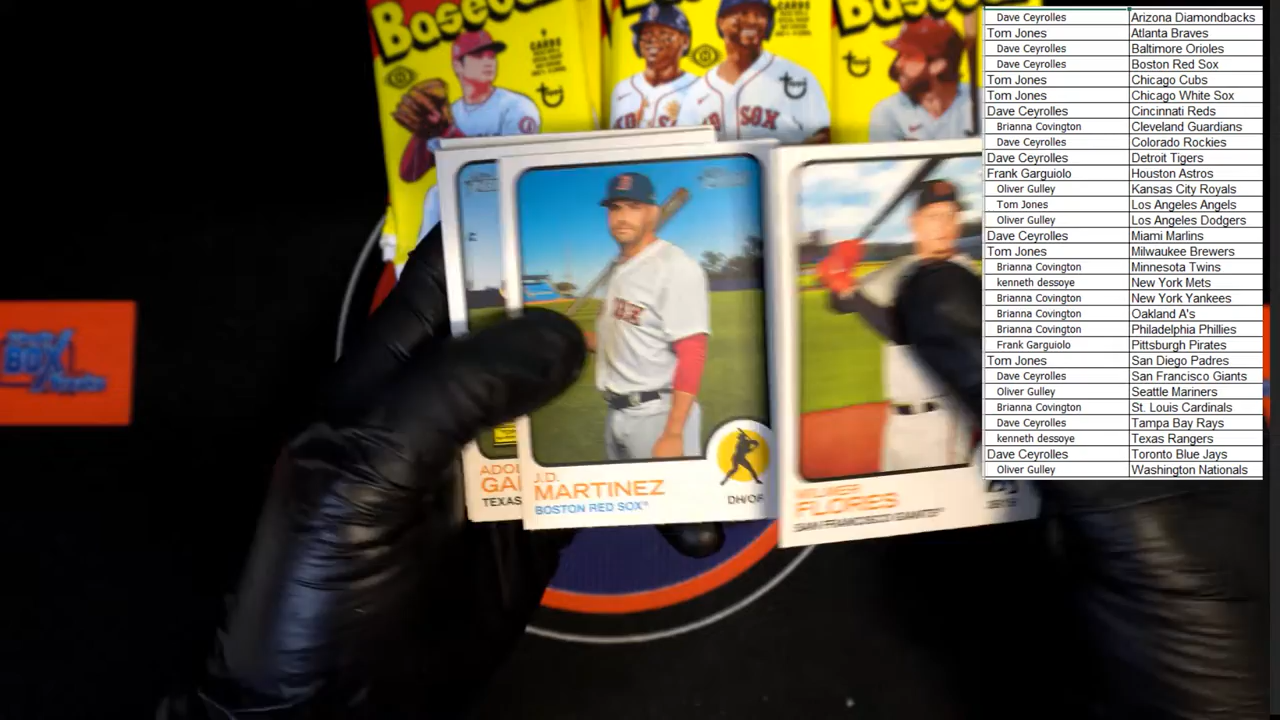 Baseball
9
CARDS
SOX
BOX
ADOL
GAR
TEXAS
J.D.
MARTINEZ
BOSTON RED SOX
DH/OF
WILMER
FLORES
SAN FRANCISCO GIANTS
Dave Ceyrolles Arizona Diamondbacks
Tom Jones Atlanta Braves
Dave Ceyrolles Baltimore Orioles
Dave Ceyrolles Boston Red Sox
Tom Jones Chicago Cubs
Tom Jones Chicago White Sox
Dave Ceyrolles Cincinnati Reds
Brianna Covington Cleveland Guardians
Dave Ceyrolles Colorado Rockies
Dave Ceyrolles Detroit Tigers
Frank Garguiolo Houston Astros
Oliver Gulley Kansas City Royals
Tom Jones Los Angeles Angels
Oliver Gulley Los Angeles Dodgers
Dave Ceyrolles Miami Marlins
Tom Jones Milwaukee Brewers
Brianna Covington Minnesota Twins
kenneth dessoye New York Mets
Brianna Covington New York Yankees
Brianna Covington Oakland A's
Brianna Covington Philadelphia Phillies
Frank Garguiolo Pittsburgh Pirates
Tom Jones San Diego Padres
Dave Ceyrolles San Francisco Giants
Oliver Gulley Seattle Mariners
Brianna Covington St. Louis Cardinals
Dave Ceyrolles Tampa Bay Rays
kenneth dessoye Texas Rangers
Dave Ceyrolles Toronto Blue Jays
Oliver Gulley Washington Nationals